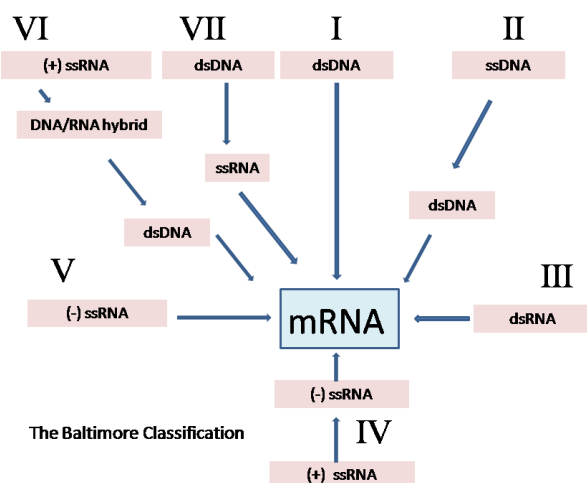 VI
VII
I
II
(+) ssRNA
dsDNA
dsDNA
ssDNA
DNA/RNA hybrid
ssRNA
dsDNA
dsDNA
V
III
(-) ssRNA
mRNA
dsRNA
(-) ssRNA
The Baltimore Classification
IV
(+) ssRNA